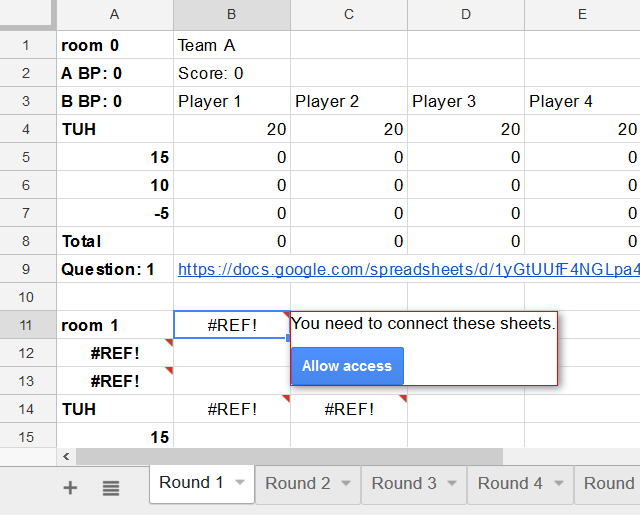 A B C D E
1 room 0 Team A
2 A BP: 0 Score: 0
3 B BP: 0 Player 1 Player 2 Player 3 Player 4
4 TUH 20 20 20 20
5 15 0 0 0 0
6 10 0 0 0 0
7 -5 0 0 0 0
8 Total 0 0 0 0
9 Question: 1 https://docs.google.com/spreadsheets/d/1yGtUUfF4NGLpa4
10
11 room 1 #REF! You need to connect these sheets.
12 #REF!
Allow access
13 #REF!
14 TUH #REF! #REF!
15 15
Round 1 Round 2 Round 3 Round 4 Round